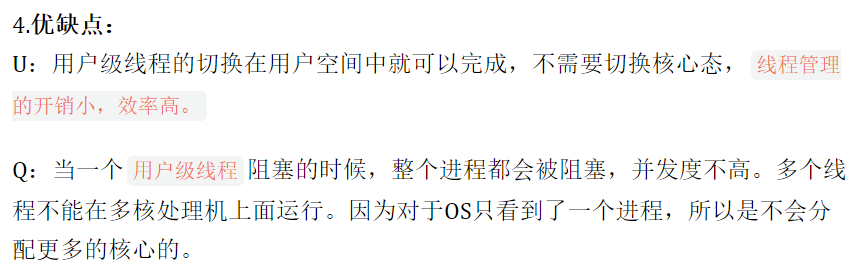 4.优缺点：
U：用户级线程的切换在用户空间中就可以完成，不需要切换核心态，线程管理
的开销小，效率高。
Q：当一个用户级线程阻塞的时候，整个进程都会被阻塞，并发度不高。多个线
程不能在多核处理机上面运行。因为对于OS只看到了一个进程，所以是不会分
配更多的核心的。